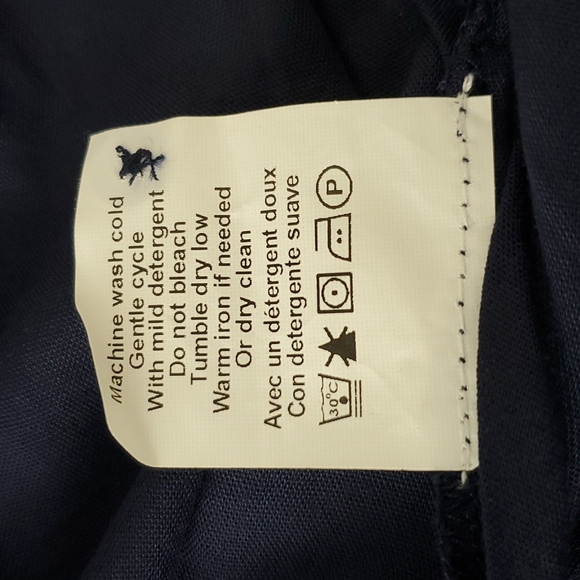 Machine wash cold
Gentle cycle
With mild detergent
Do not bleach
Tumble dry low
Warm iron if needed
Or dry clean
Avec un détergent doux
Con detergente suave
30°C
P